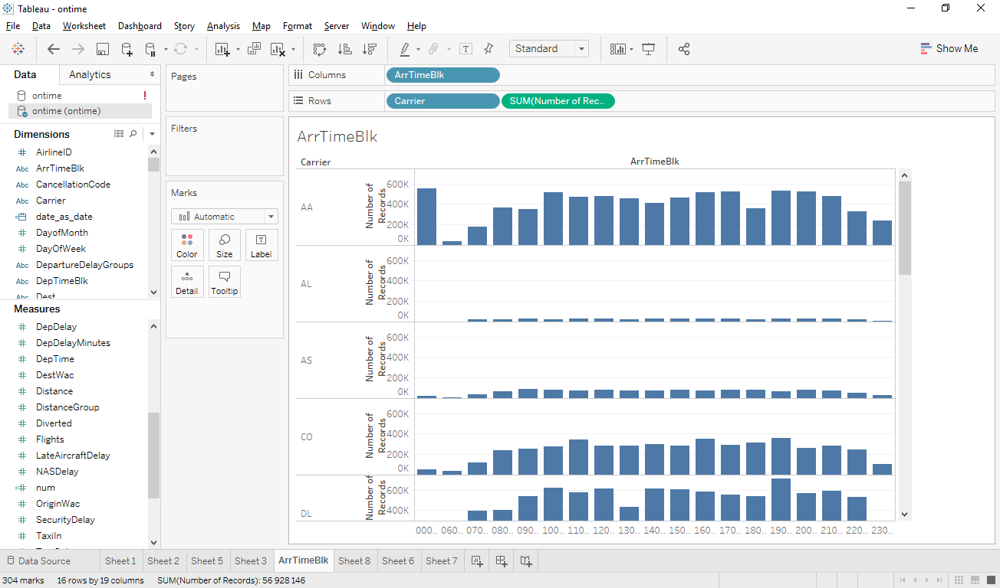 Tableau - ontime
File Data Worksheet Dashboard Story Analysis Map Format Server Window Help
Standard
Show Me
Data Analytics
ontime !
ontime (ontime)
Dimensions
AirlineID
Abc ArrTimeBlk
Abc CancellationCode
Abc Carrier
date_as_date
DayofMonth
DayOfWeek
Abc DepartureDelayGroups
Abc DepTimeBlk
Abc Dest
Measures
DepDelay
DepDelayMinutes
DepTime
DestWac
Distance
DistanceGroup
Diverted
Flights
LateAircraftDelay
NASDelay
num
OriginWac
SecurityDelay
TaxiIn
Pages
Filters
Marks
Automatic
Color Size Label
Detail Tooltip
Columns ArrTimeBlk
Rows Carrier SUM(Number of Rec..
ArrTimeBlk
Carrier
ArrTimeBlk
AA
Number of
Records
600K
400K
200K
0K
AL
Number of
Records
600K
400K
200K
0K
AS
Number of
Records
600K
400K
200K
0K
CO
Number of
Records
600K
400K
200K
0K
DL
Number of
Records
600K
400K
000.. 060.. 070.. 080.. 090.. 100.. 110.. 120.. 130.. 140.. 150.. 160.. 170.. 180.. 190.. 200.. 210.. 220.. 230..
Data Source Sheet 1 Sheet 2 Sheet 5 Sheet 3 ArrTimeBlk Sheet 8 Sheet 6 Sheet 7
304 marks 16 rows by 19 columns SUM(Number of Records): 56 928 146